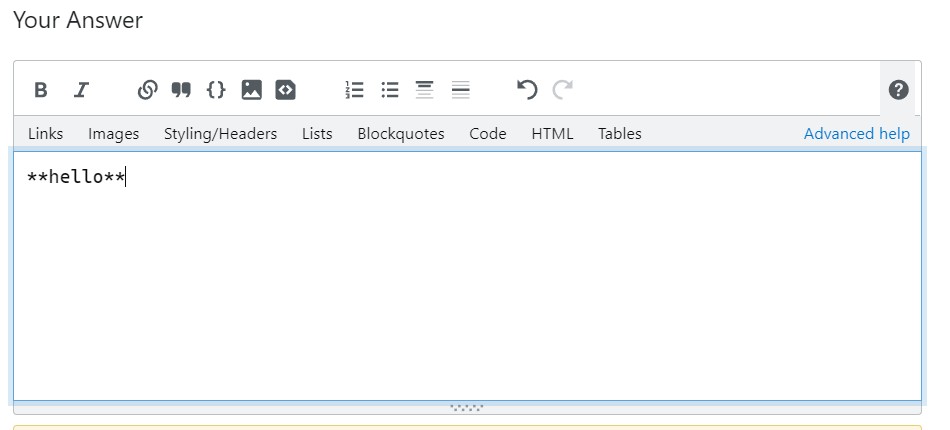 Your Answer
B I {} ?
Links Images Styling/Headers Lists Blockquotes Code HTML Tables Advanced help
**hello**